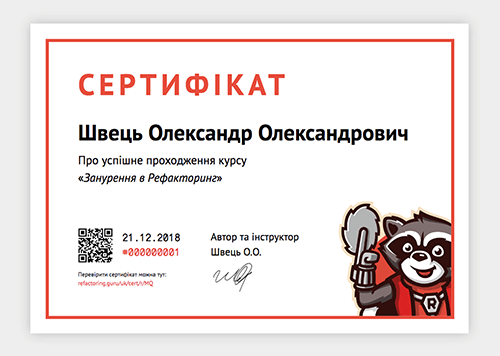 СЕРТИФІКАТ
Швець Олександр Олександрович
Про успішне проходження курсу
«Занурення в Рефакторинг»
21.12.2018
#000000001
Автор та інструктор
Швець О.О.
Перевірити сертифікат можна тут:
refactoring.guru/uk/cert/r/MQ
R